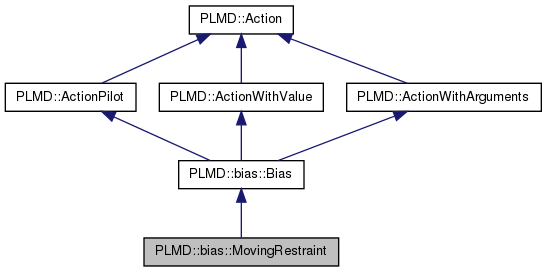 PLMD::Action
PLMD::ActionPilot
PLMD::ActionWithValue
PLMD::ActionWithArguments
PLMD::bias::Bias
PLMD::bias::MovingRestraint